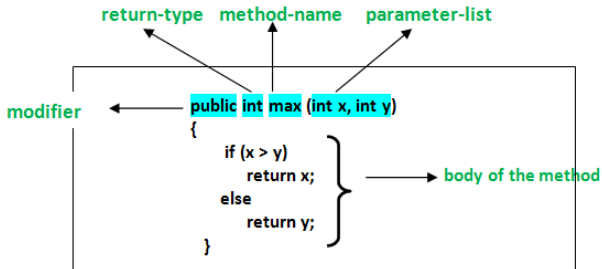 return-type method-name parameter-list
modifier
public int max (int x, int y)
{
if (x > y)
return x;
else
return y;
}
body of the method